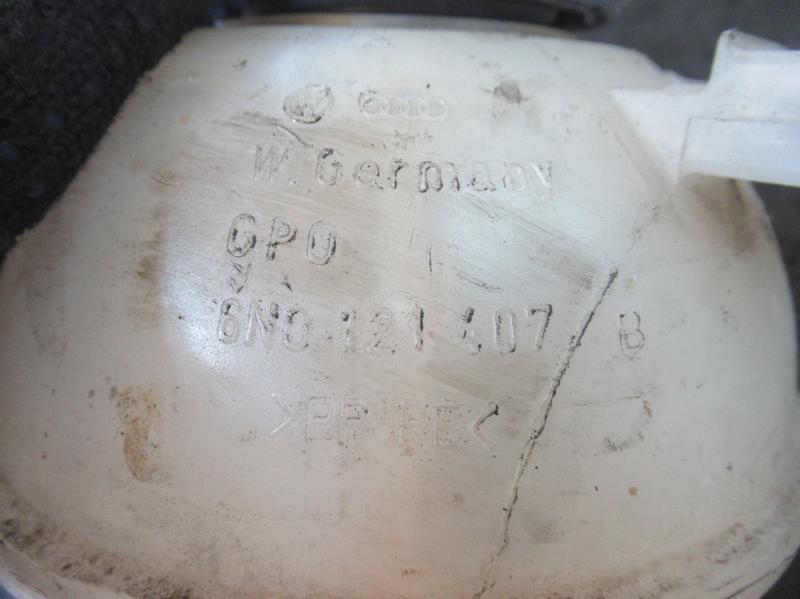 W. Germany
GPO
6N0 121 407 B
>PP+PE<